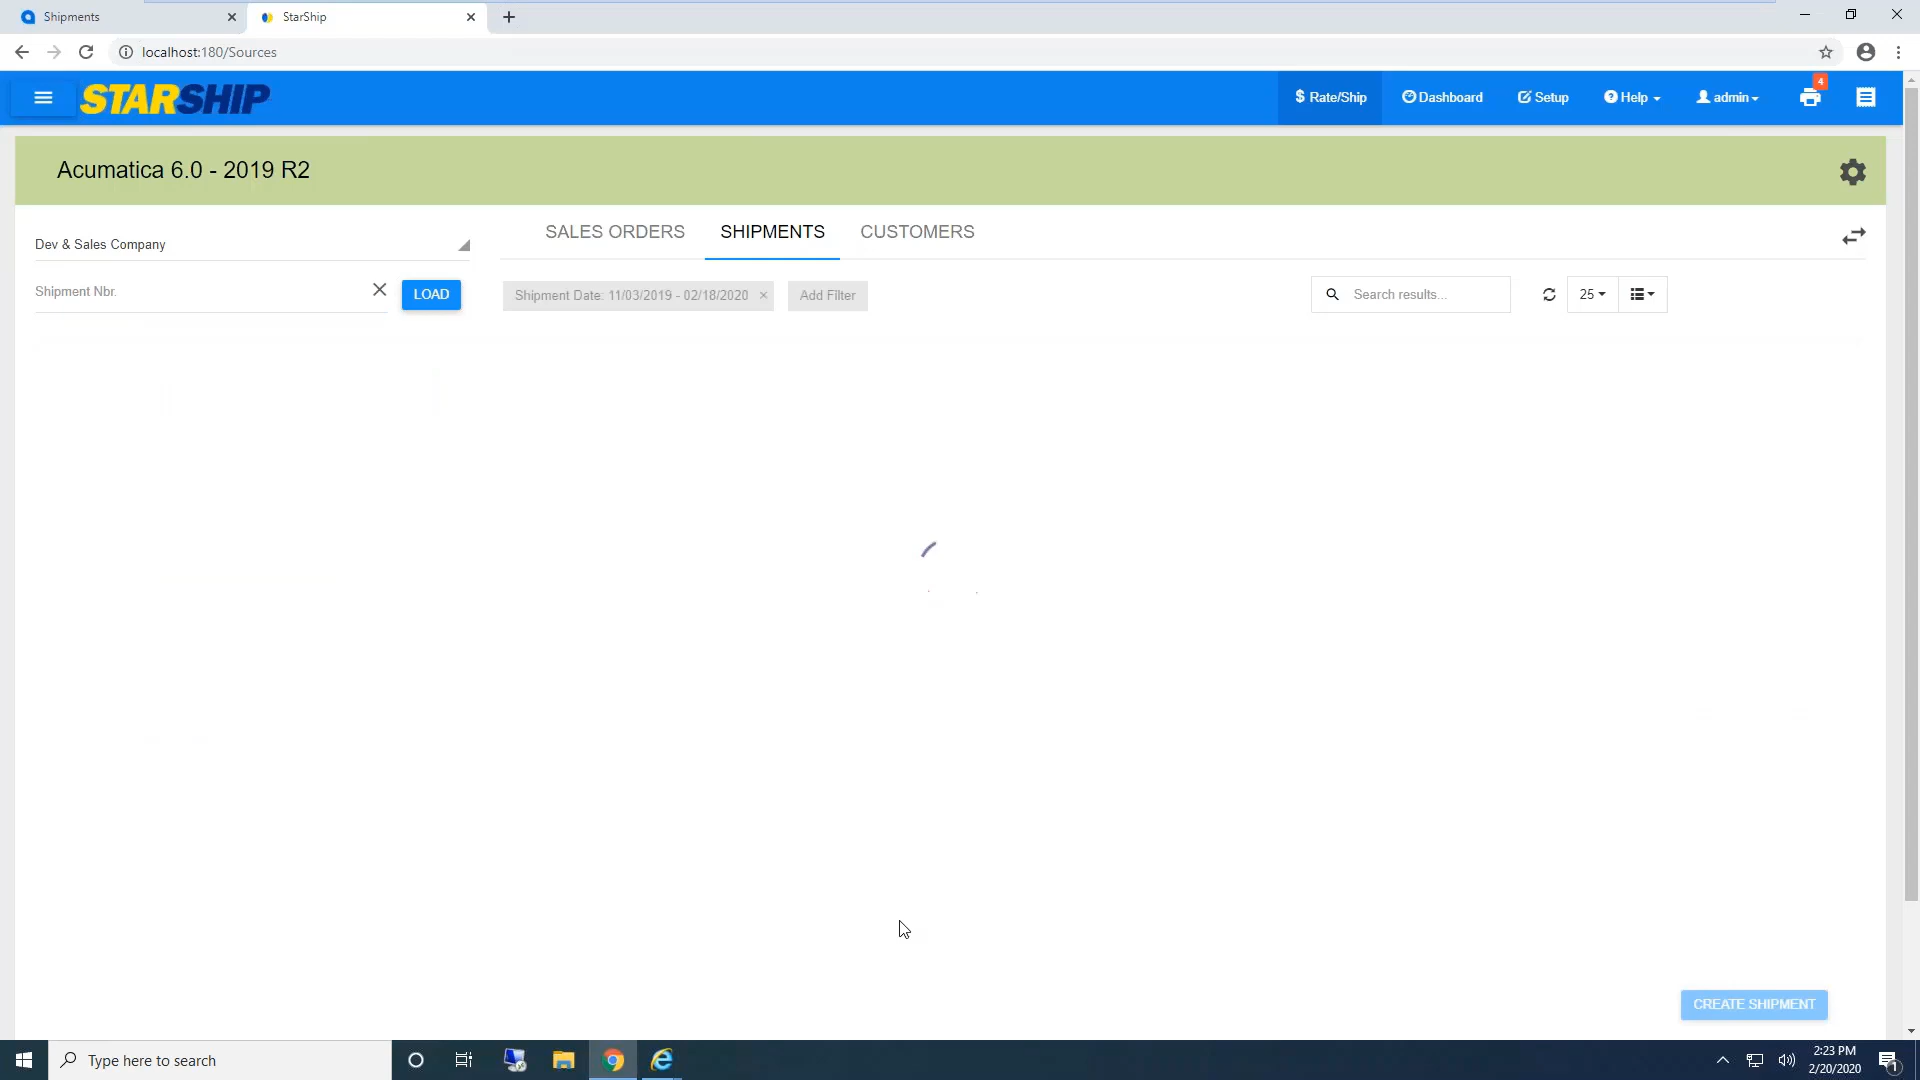 Shipments
StarShip
localhost:180/Sources
STARSHIP
$ Rate/Ship
Dashboard
Setup
Help
admin
4
Acumatica 6.0 - 2019 R2
Dev & Sales Company
SALES ORDERS
SHIPMENTS
CUSTOMERS
Shipment Nbr.
LOAD
Shipment Date: 11/03/2019 - 02/18/2020 ×
Add Filter
Search results...
25
CREATE SHIPMENT
Type here to search
2:23 PM
2/20/2020
1